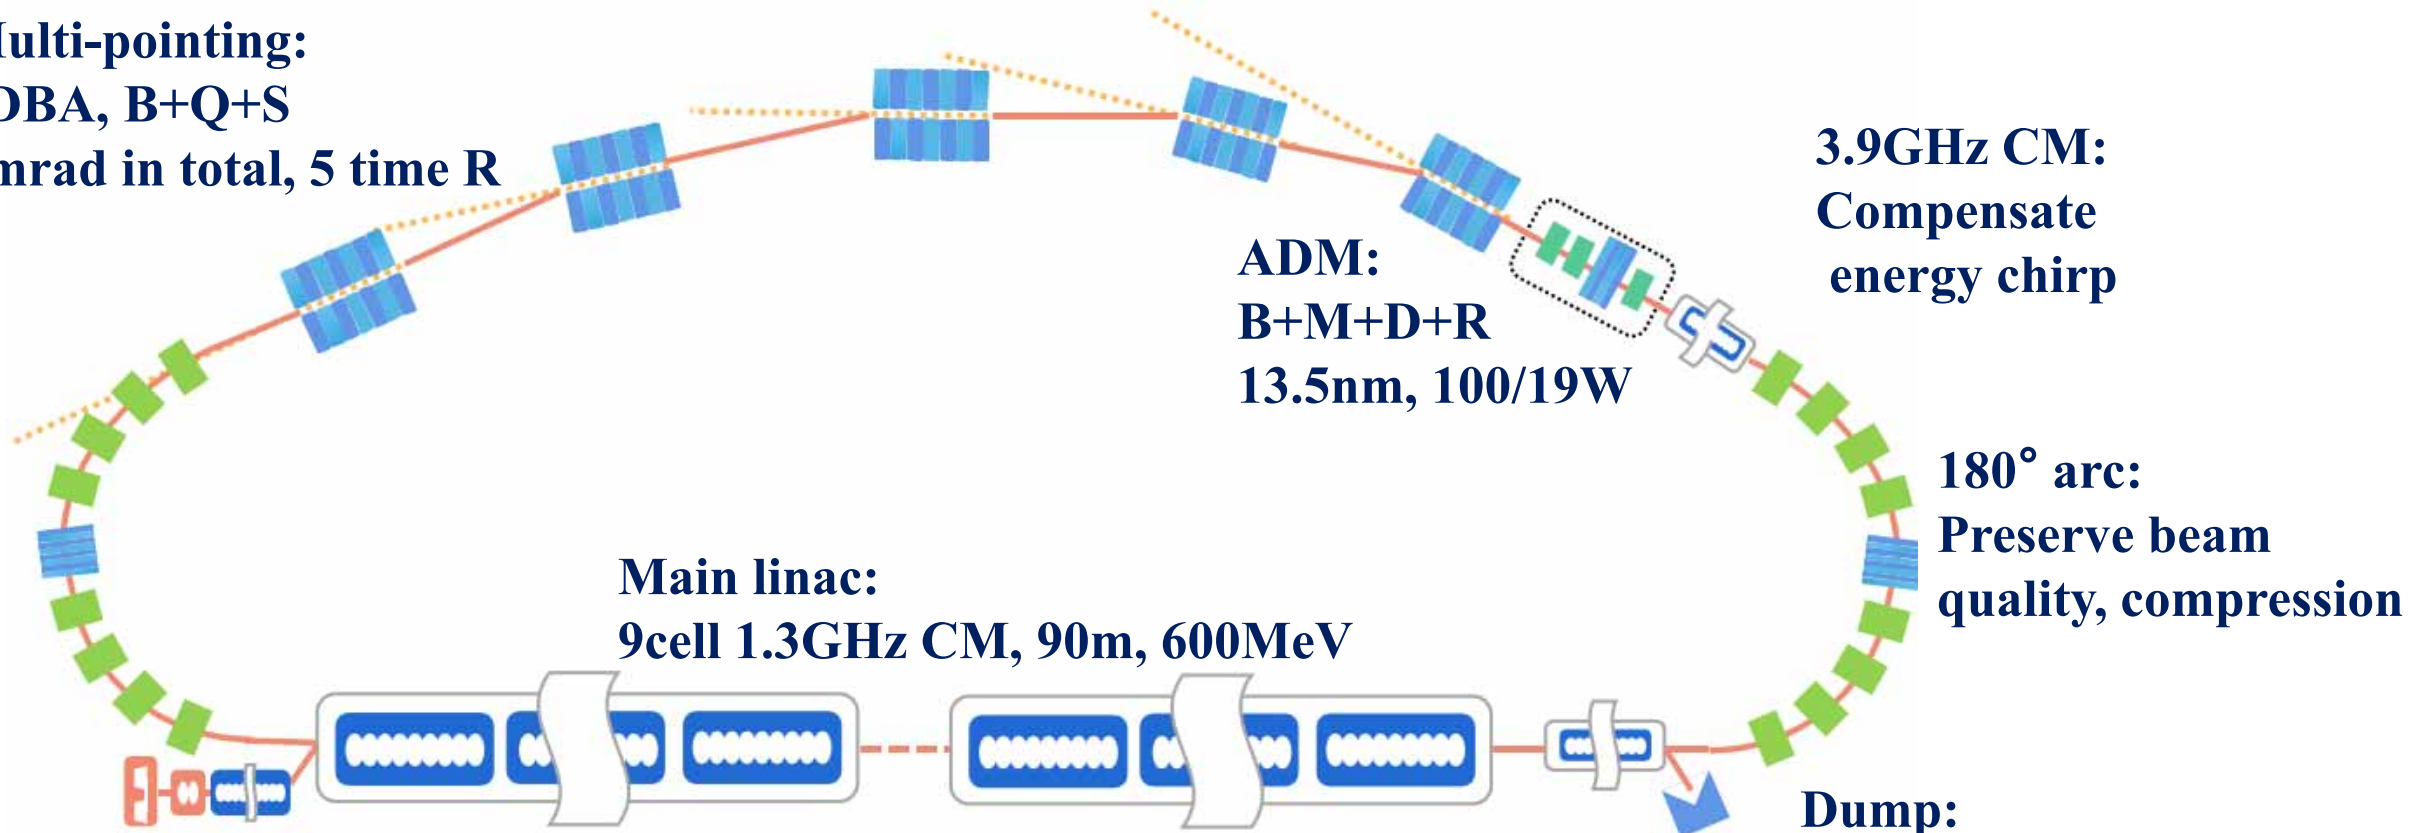 ulti-pointing:
DBA, B+Q+S
mrad in total, 5 time R
3.9GHz CM:
Compensate
energy chirp
ADM:
B+M+D+R
13.5nm, 100/19W
180° arc:
Preserve beam
quality, compression
Main linac:
9cell 1.3GHz CM, 90m, 600MeV
Dump: